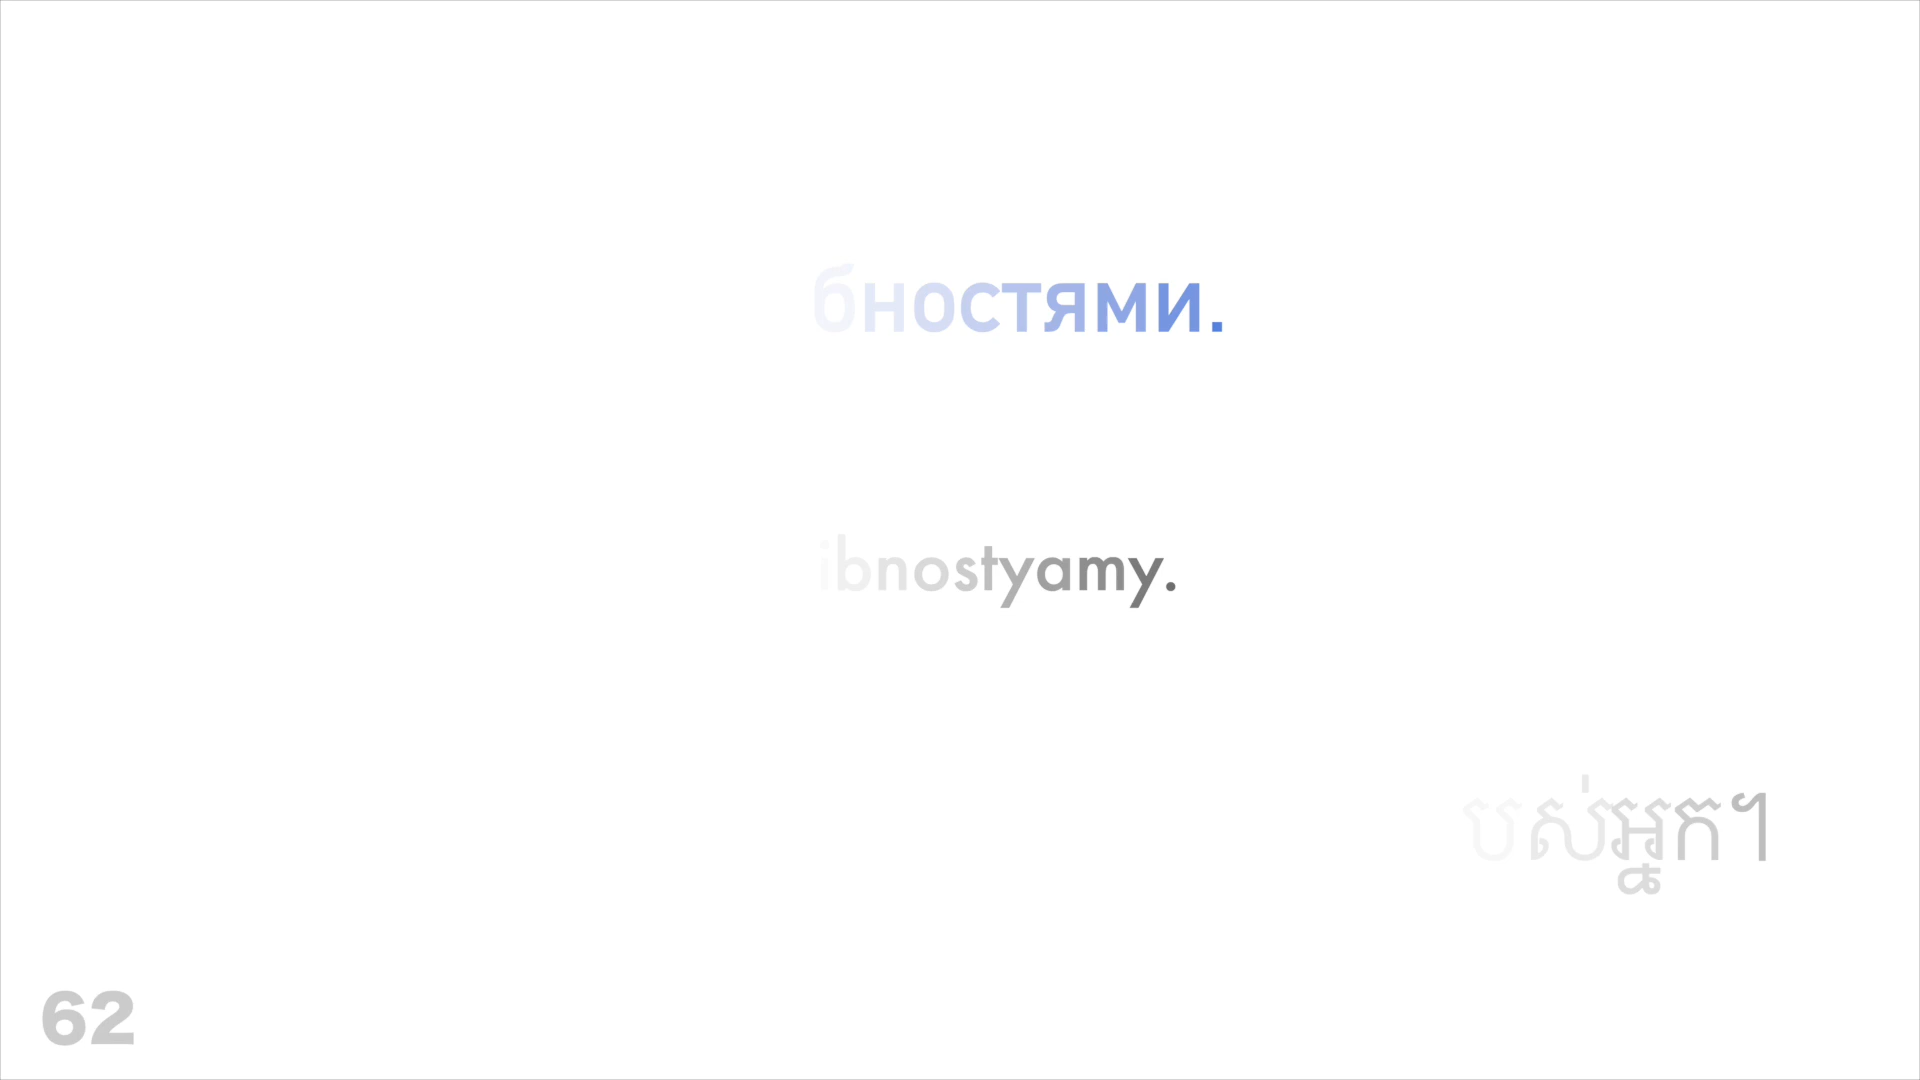 бностями.
ibnostyamy.
បស់អ្នក។
62